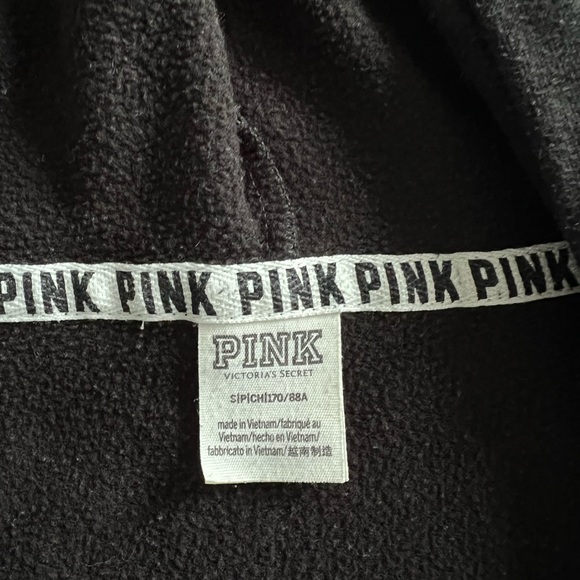 PINK PINK PINK PINK PINK
PINK
VICTORIA'S SECRET
S|P|CH|170/88A
made in Vietnam/fabriqué au
Vietnam/hecho en Vietnam/
fabbricato in Vietnam/越南制造